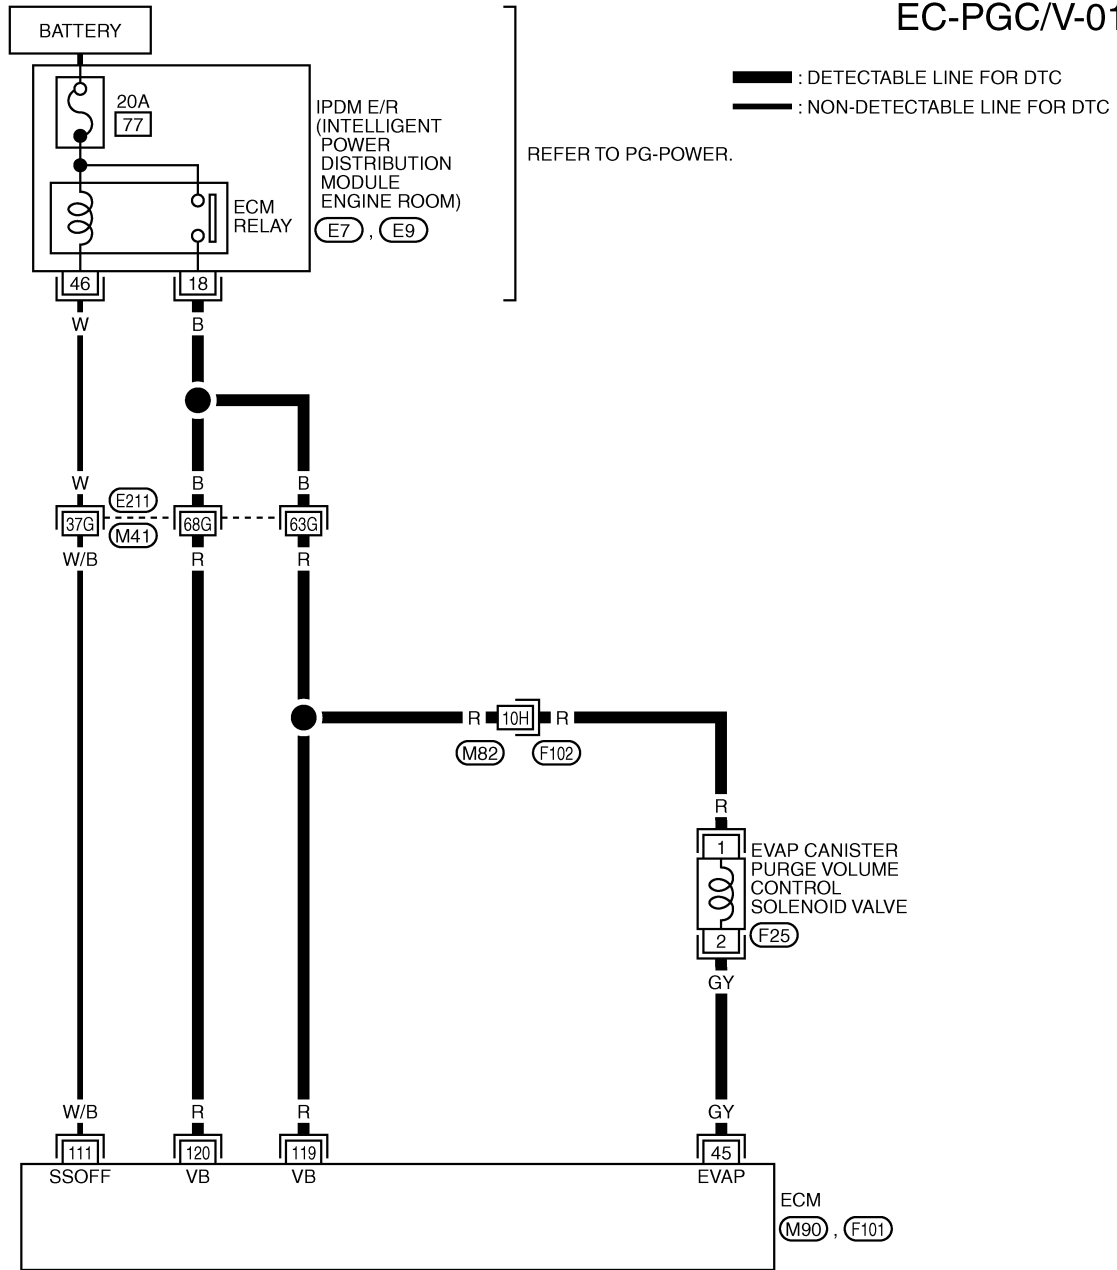 EC-PGC/V-01
BATTERY
: DETECTABLE LINE FOR DTC
: NON-DETECTABLE LINE FOR DTC
20A
77
IPDM E/R
(INTELLIGENT
POWER
DISTRIBUTION
MODULE
ENGINE ROOM)
E7 , E9
REFER TO PG-POWER.
ECM
RELAY
46 18
W B
W B B
E211
37G 68G 63G
M41
W/B R R
R 10H R
M82 F102
R
1
EVAP CANISTER
PURGE VOLUME
CONTROL
SOLENOID VALVE
2
F25
GY
W/B R R GY
111 120 119 45
SSOFF VB VB EVAP
ECM
M90 , F101